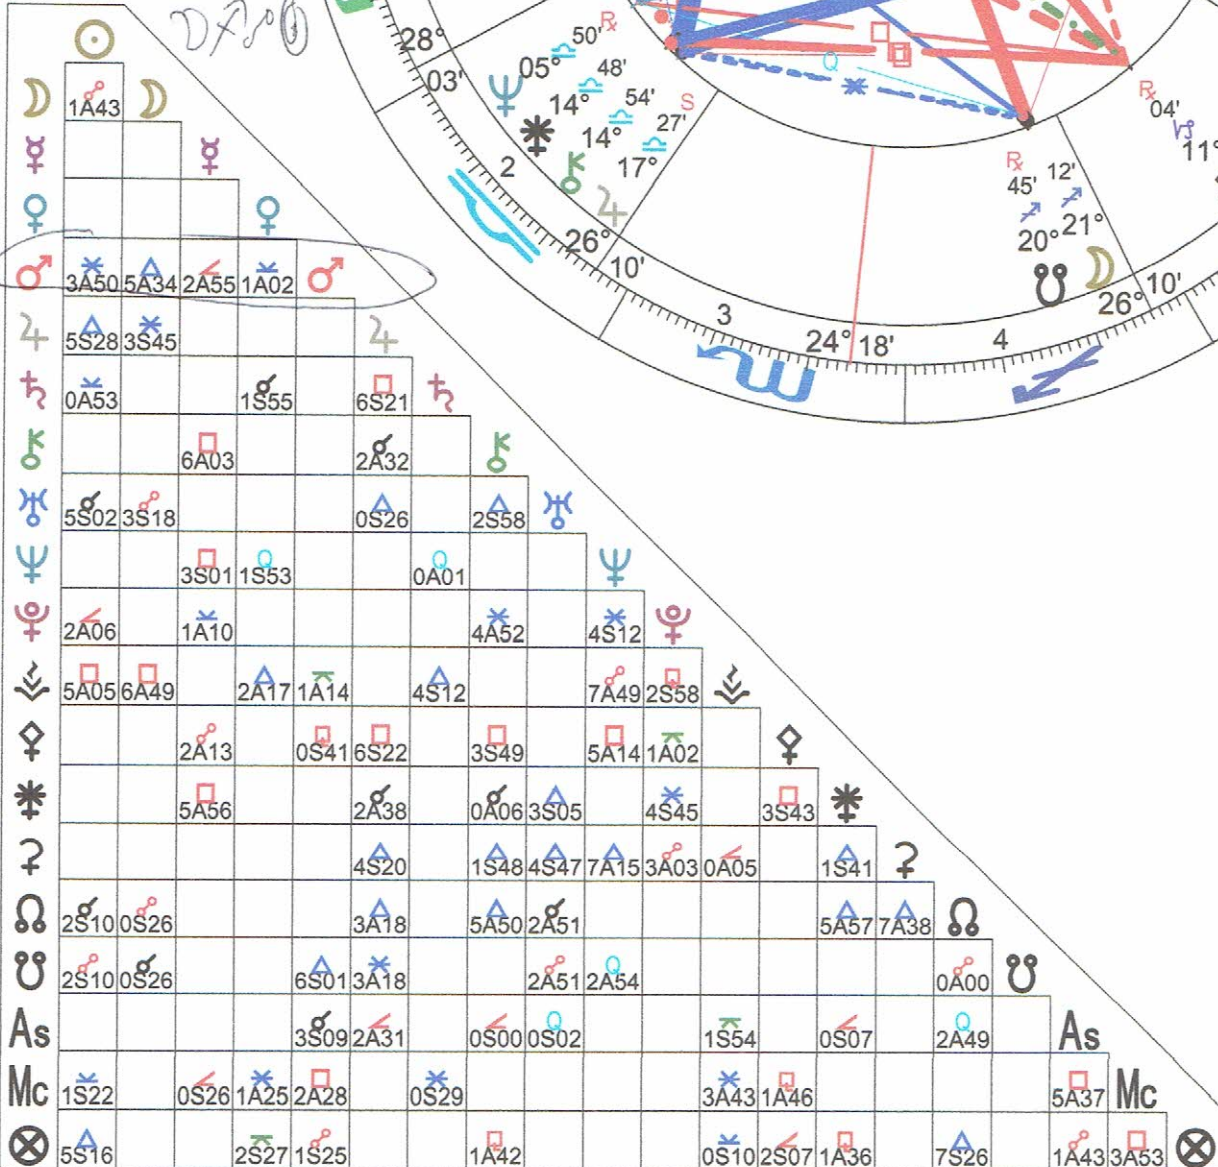 ☉
☽ ☍ 1A43 ☽
☿ ☿
♀ ♀
♂ ⚹ 3A50 △ 5A34 ∠ 2A55 ⚺ 1A02 ♂
♃ △ 5S28 ⚹ 3S45 ♃
♄ ⚺ 0A53 ☌ 1S55 □ 6S21 ♄
⚷ □ 6A03 ☌ 2A32 ⚷
♅ ☌ 5S02 ☍ 3S18 △ 0S26 △ 2S58 ♅
♆ □ 3S01 Q 1S53 Q 0A01 ♆
♇ ∠ 2A06 ⚺ 1A10 ⚹ 4A52 ⚹ 4S12 ♇
⚶ □ 5A05 □ 6A49 △ 2A17 ⚻ 1A14 △ 4S12 ☍ 7A49 ⚼ 2S58 ⚶
⚴ ☍ 2A13 ⚼ 0S41 □ 6S22 □ 3S49 □ 5A14 ⚻ 1A02 ⚴
⚵ □ 5A56 ☌ 2A38 ☌ 0A06 △ 3S05 ⚹ 4S45 □ 3S43 ⚵
⚳ △ 4S20 △ 1S48 △ 4S47 △ 7A15 ☍ 3A03 ∠ 0A05 △ 1S41 ⚳
☊ ☌ 2S10 ☍ 0S26 △ 3A18 △ 5A50 ☌ 2A51 △ 5A57 △ 7A38 ☊
☋ ☍ 2S10 ☌ 0S26 △ 6S01 ⚹ 3A18 ☍ 2A51 Q 2A54 ☍ 0A00 ☋
As ☌ 3S09 ∠ 2A31 ∠ 0S00 Q 0S02 ⚻ 1S54 ∠ 0S07 Q 2A49 As
Mc ⚺ 1S22 ∠ 0S26 ⚹ 1A25 □ 2A28 ⚹ 0S29 ⚹ 3A43 ⚼ 1A46 □ 5A37 Mc
⊗ △ 5S16 ⚻ 2S27 ☍ 1S25 ⚼ 1A42 ⚺ 0S10 ∠ 2S07 ⚼ 1A36 △ 7S26 ☍ 1A43 □ 3A53 ⊗
28°
03'
♆ 05° ♎ 50' ℞
⚵ 14° ♎ 48'
⚷ 14° ♎ 54'
♃ 17° ♎ 27' S
2
♎
26°
10'
3
24° 18'
♏
4
♐
☋ 20° ♐ 45' ℞
☽ 21° ♐ 12'
26° 10'
℞ 04' ♑ 11°
Q